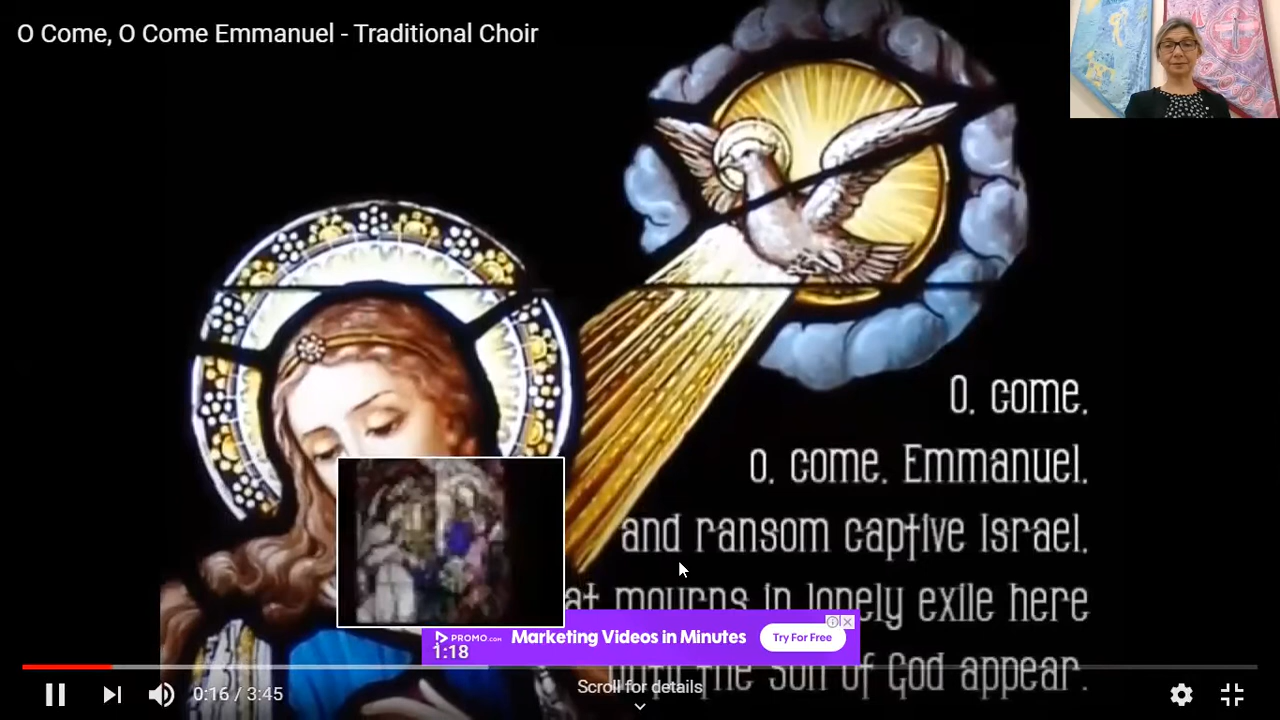 O Come, O Come Emmanuel - Traditional Choir
O, come,
o, come, Emmanuel,
and ransom captive Israel,
mourns in lonely exile here
PROMO.COM Marketing Videos in Minutes Try For Free
1:18
until the Son of God appear.
0:16 / 3:45
Scroll for details